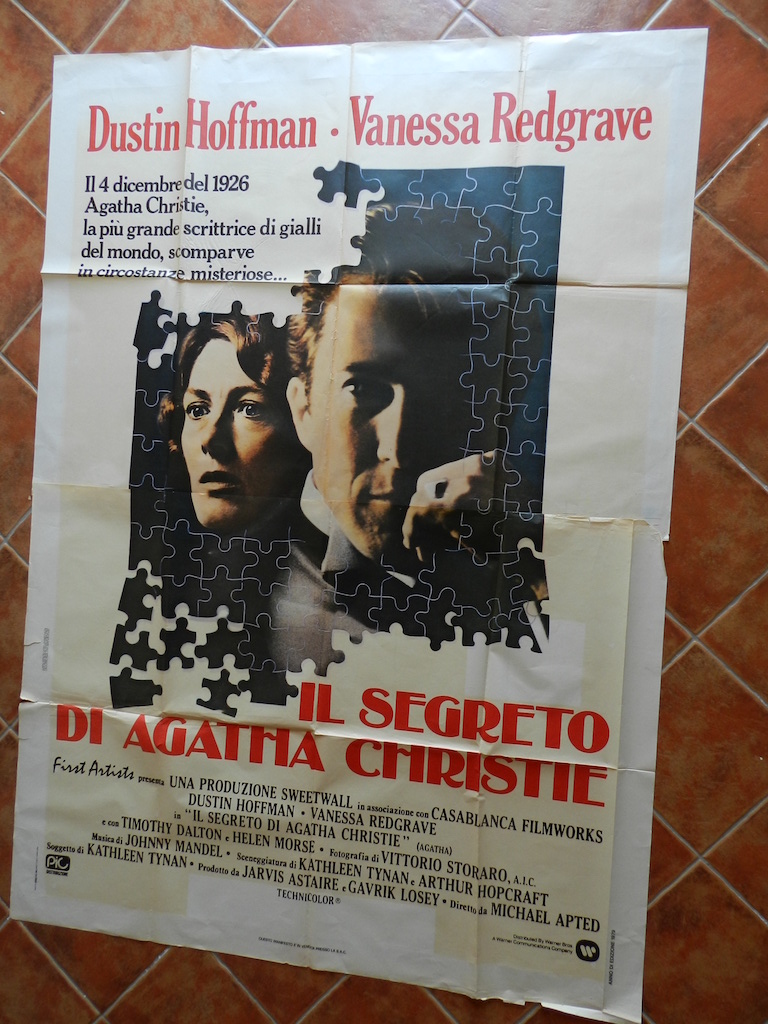 Dustin Hoffman · Vanessa Redgrave
Il 4 dicembre del 1926
Agatha Christie,
la più grande scrittrice di gialli
del mondo, scomparve
in circostanze misteriose...
IL SEGRETO
DI AGATHA CHRISTIE
First Artists presenta UNA PRODUZIONE SWEETWALL in associazione con CASABLANCA FILMWORKS
DUSTIN HOFFMAN · VANESSA REDGRAVE
in "IL SEGRETO DI AGATHA CHRISTIE" (AGATHA)
e con TIMOTHY DALTON e HELEN MORSE · Fotografia di VITTORIO STORARO, A.I.C.
Musica di JOHNNY MANDEL · Sceneggiatura di KATHLEEN TYNAN e ARTHUR HOPCRAFT
Soggetto di KATHLEEN TYNAN · Prodotto da JARVIS ASTAIRE e GAVRIK LOSEY · Diretto da MICHAEL APTED
PIC
DISTRIBUZIONE
TECHNICOLOR®
Distributed By Warner Bros
A Warner Communications Company